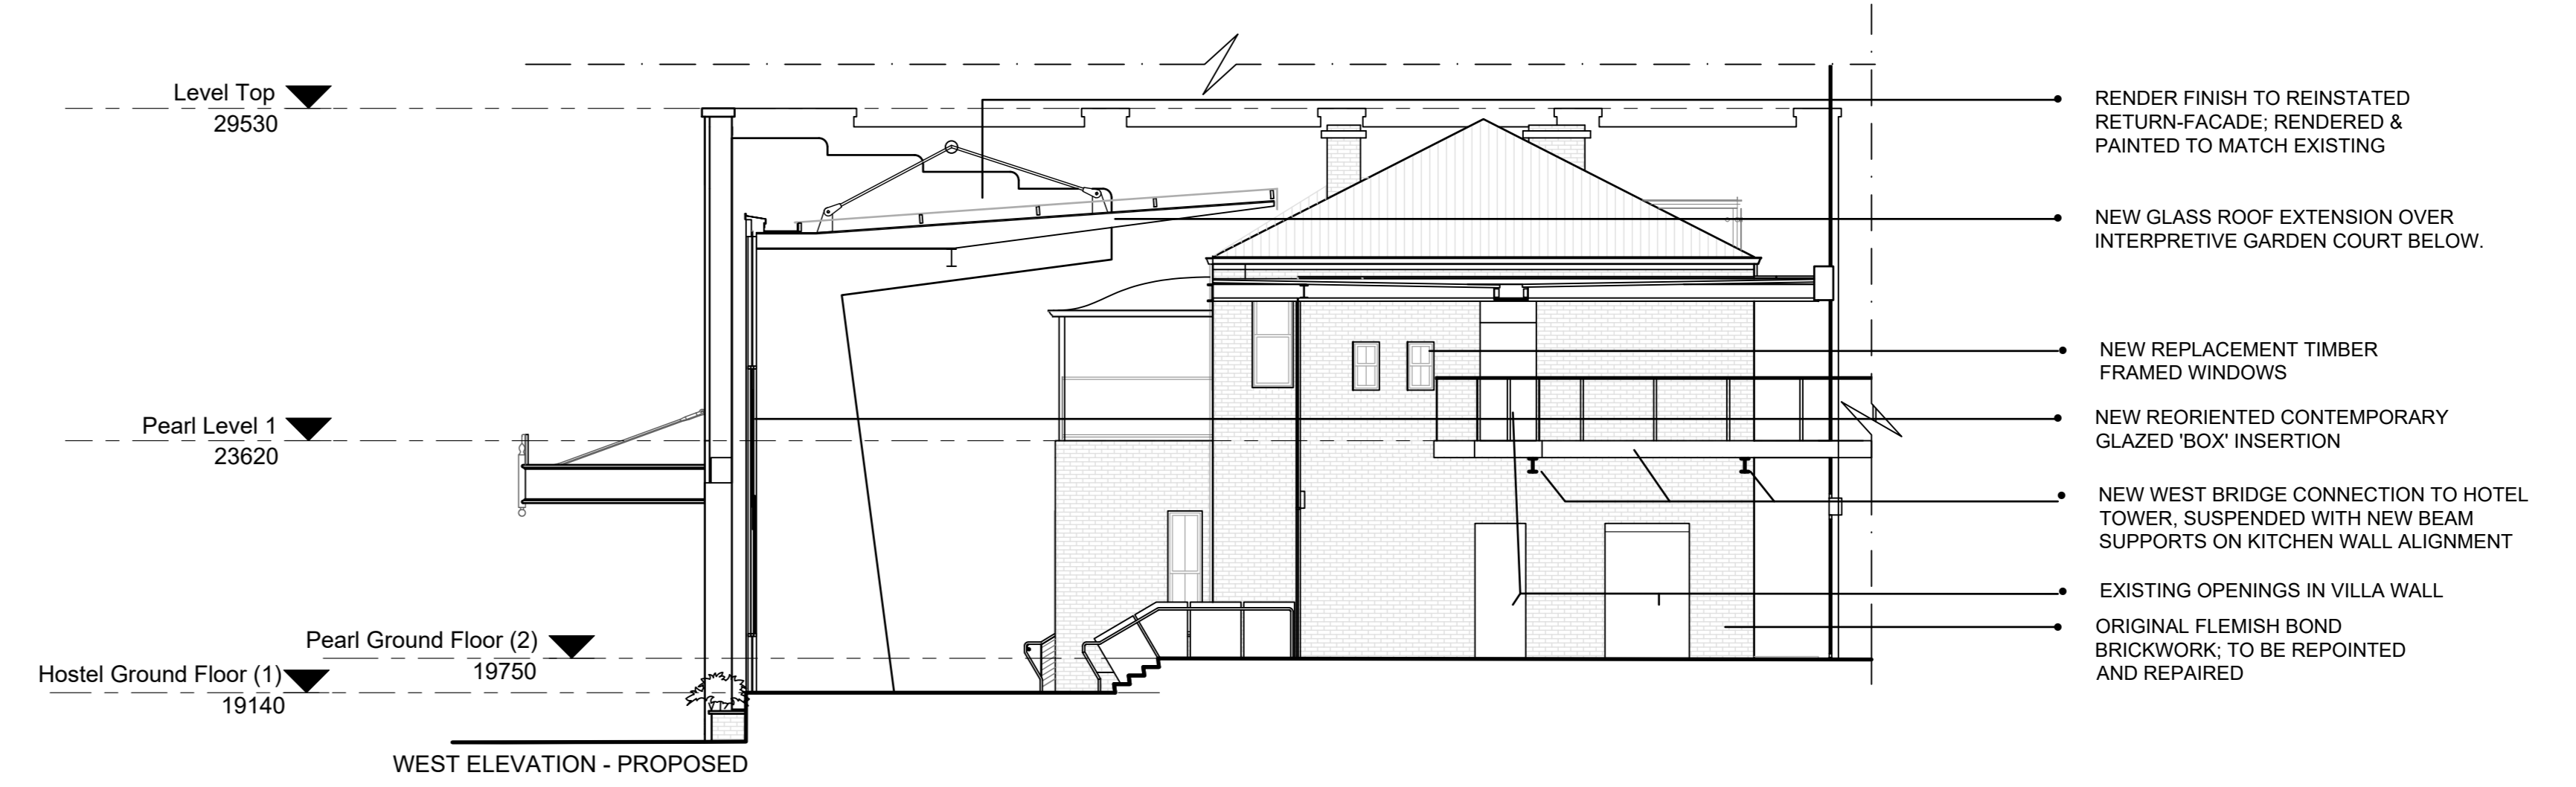 Level Top
29530
Pearl Level 1
23620
Pearl Ground Floor (2)
19750
Hostel Ground Floor (1)
19140
WEST ELEVATION - PROPOSED
RENDER FINISH TO REINSTATED
RETURN-FACADE; RENDERED &
PAINTED TO MATCH EXISTING
NEW GLASS ROOF EXTENSION OVER
INTERPRETIVE GARDEN COURT BELOW.
NEW REPLACEMENT TIMBER
FRAMED WINDOWS
NEW REORIENTED CONTEMPORARY
GLAZED 'BOX' INSERTION
NEW WEST BRIDGE CONNECTION TO HOTEL
TOWER, SUSPENDED WITH NEW BEAM
SUPPORTS ON KITCHEN WALL ALIGNMENT
EXISTING OPENINGS IN VILLA WALL
ORIGINAL FLEMISH BOND
BRICKWORK; TO BE REPOINTED
AND REPAIRED